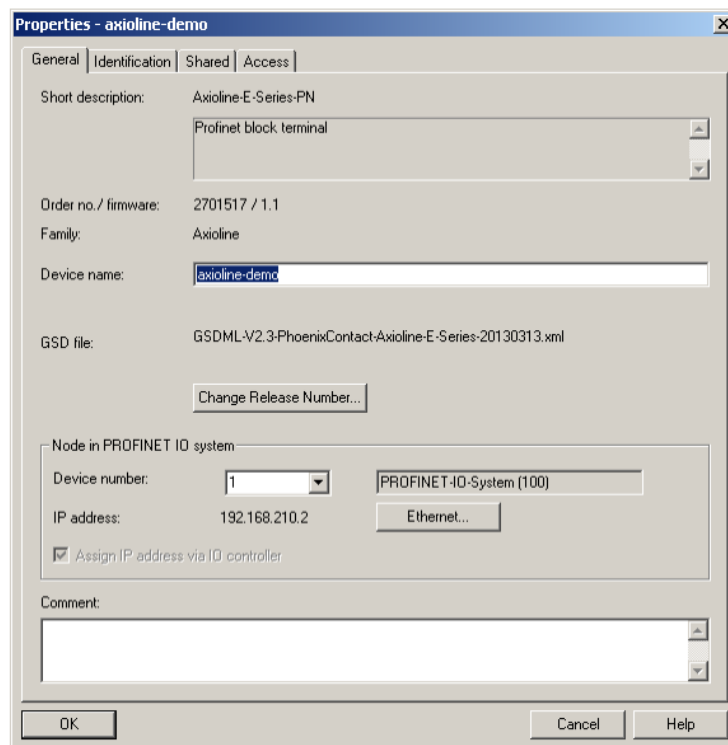 Properties - axioline-demo
General Identification Shared Access
Short description: Axioline-E-Series-PN
Profinet block terminal
Order no./ firmware: 2701517 / 1.1
Family: Axioline
Device name: axioline-demo
GSD file: GSDML-V2.3-PhoenixContact-Axioline-E-Series-20130313.xml
Change Release Number...
Node in PROFINET IO system
Device number: 1 PROFINET-IO-System (100)
IP address: 192.168.210.2 Ethernet...
Assign IP address via IO controller
Comment:
OK Cancel Help